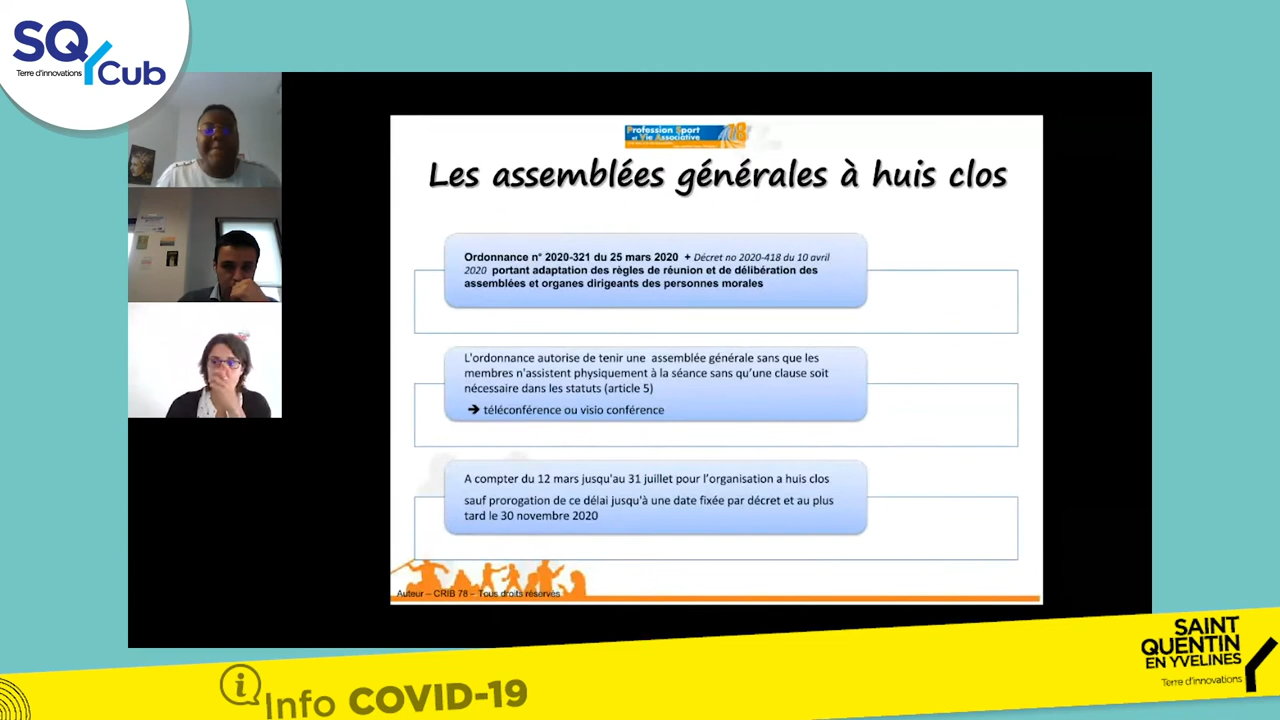 SQY Cub
Terre d'innovations
Profession Sport
et Vie Associative
78
Les assemblées générales à huis clos
Ordonnance n° 2020-321 du 25 mars 2020 + Décret no 2020-418 du 10 avril
2020 portant adaptation des règles de réunion et de délibération des
assemblées et organes dirigeants des personnes morales
L'ordonnance autorise de tenir une assemblée générale sans que les
membres n'assistent physiquement à la séance sans qu'une clause soit
nécessaire dans les statuts (article 5)
➔ téléconférence ou visio conférence
A compter du 12 mars jusqu'au 31 juillet pour l'organisation a huis clos
sauf prorogation de ce délai jusqu'à une date fixée par décret et au plus
tard le 30 novembre 2020
Auteur – CRIB 78 – Tous droits réservés
i Info COVID-19
SAINT
QUENTIN
EN YVELINES
Terre d'innovations